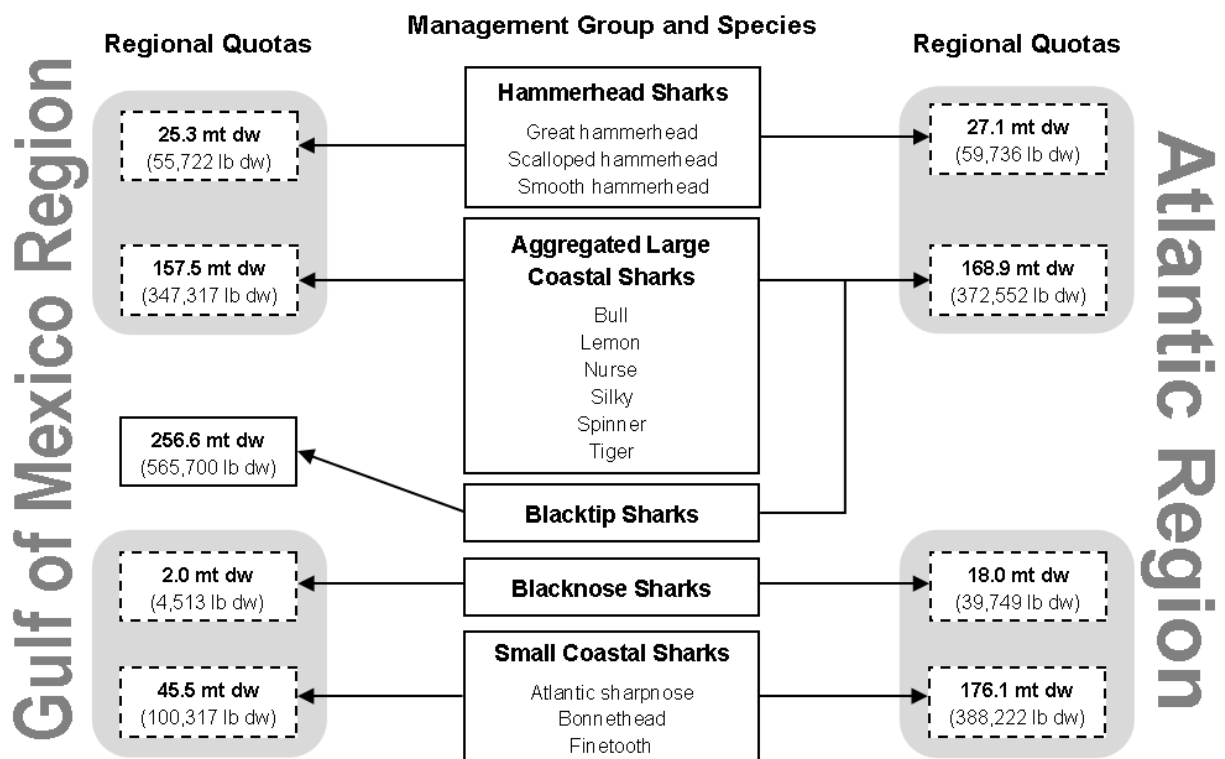 Management Group and Species
Regional Quotas
Regional Quotas
Gulf of Mexico Region
Atlantic Region
25.3 mt dw
(55,722 lb dw)
Hammerhead Sharks
Great hammerhead
Scalloped hammerhead
Smooth hammerhead
27.1 mt dw
(59,736 lb dw)
157.5 mt dw
(347,317 lb dw)
Aggregated Large
Coastal Sharks
Bull
Lemon
Nurse
Silky
Spinner
Tiger
168.9 mt dw
(372,552 lb dw)
256.6 mt dw
(565,700 lb dw)
Blacktip Sharks
2.0 mt dw
(4,513 lb dw)
Blacknose Sharks
18.0 mt dw
(39,749 lb dw)
45.5 mt dw
(100,317 lb dw)
Small Coastal Sharks
Atlantic sharpnose
Bonnethead
Finetooth
176.1 mt dw
(388,222 lb dw)